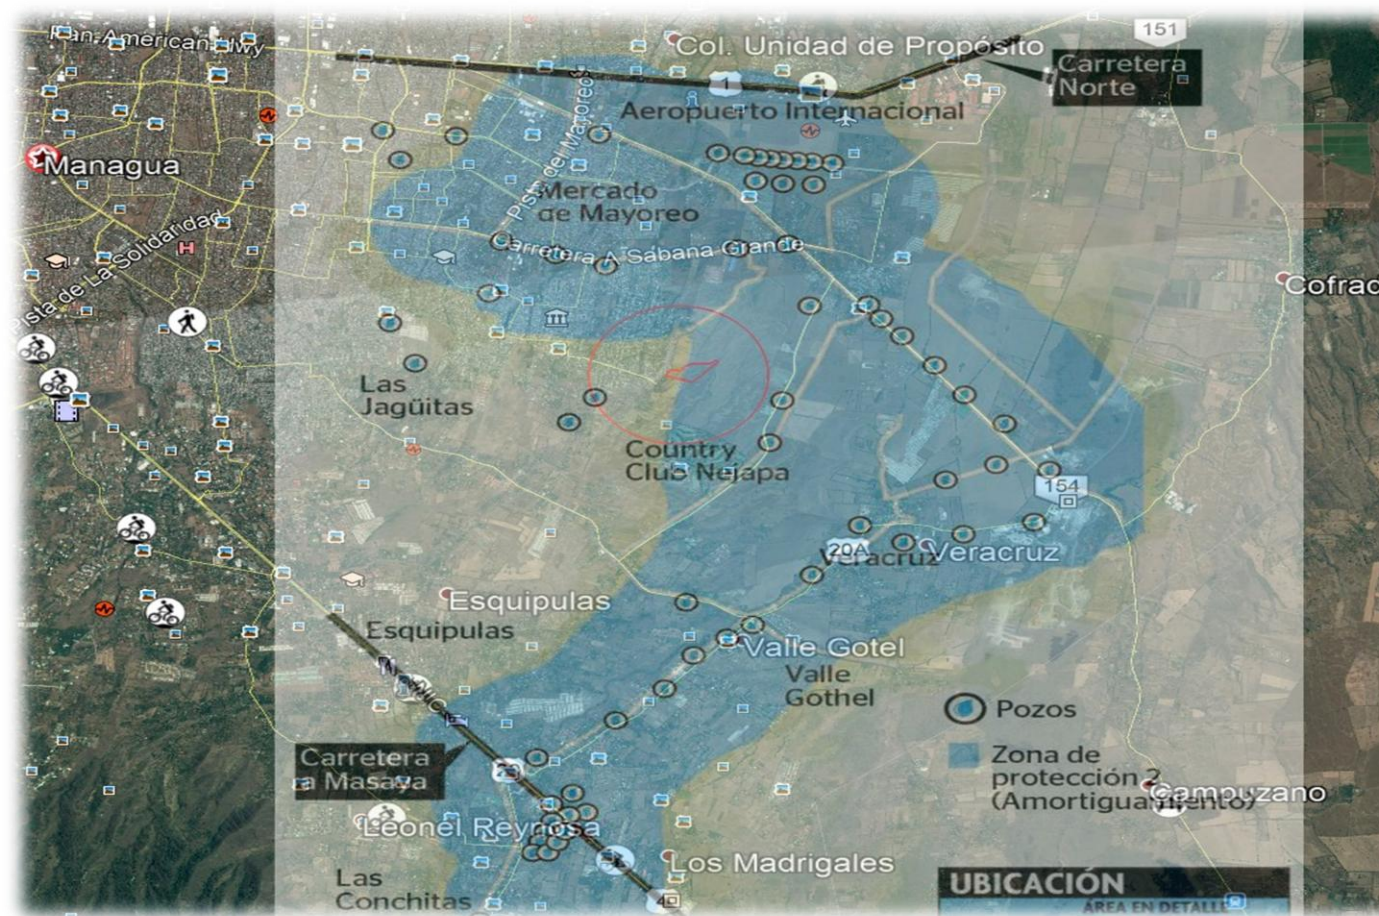 Pan-American Hwy
151
Col. Unidad de Propósito
Carretera
Norte
1
Aeropuerto Internacional
Managua
Pista del Mayoreo
Mercado
de Mayoreo
Pista de La Solidaridad
H
Carretera A Sabana Grande
Cofrad
Las
Jagüitas
Country
Club Nejapa
154
20A
Veracruz
Veracruz
Esquipulas
Esquipulas
Valle Gotel
Valle
Gothel
Pozos
Zona de
protección 2
(Amortiguamiento)
Carretera
a Masaya
Campuzano
Leonel Reynosa
Los Madrigales
Las
Conchitas
4
UBICACIÓN
ÁREA EN DETALLE